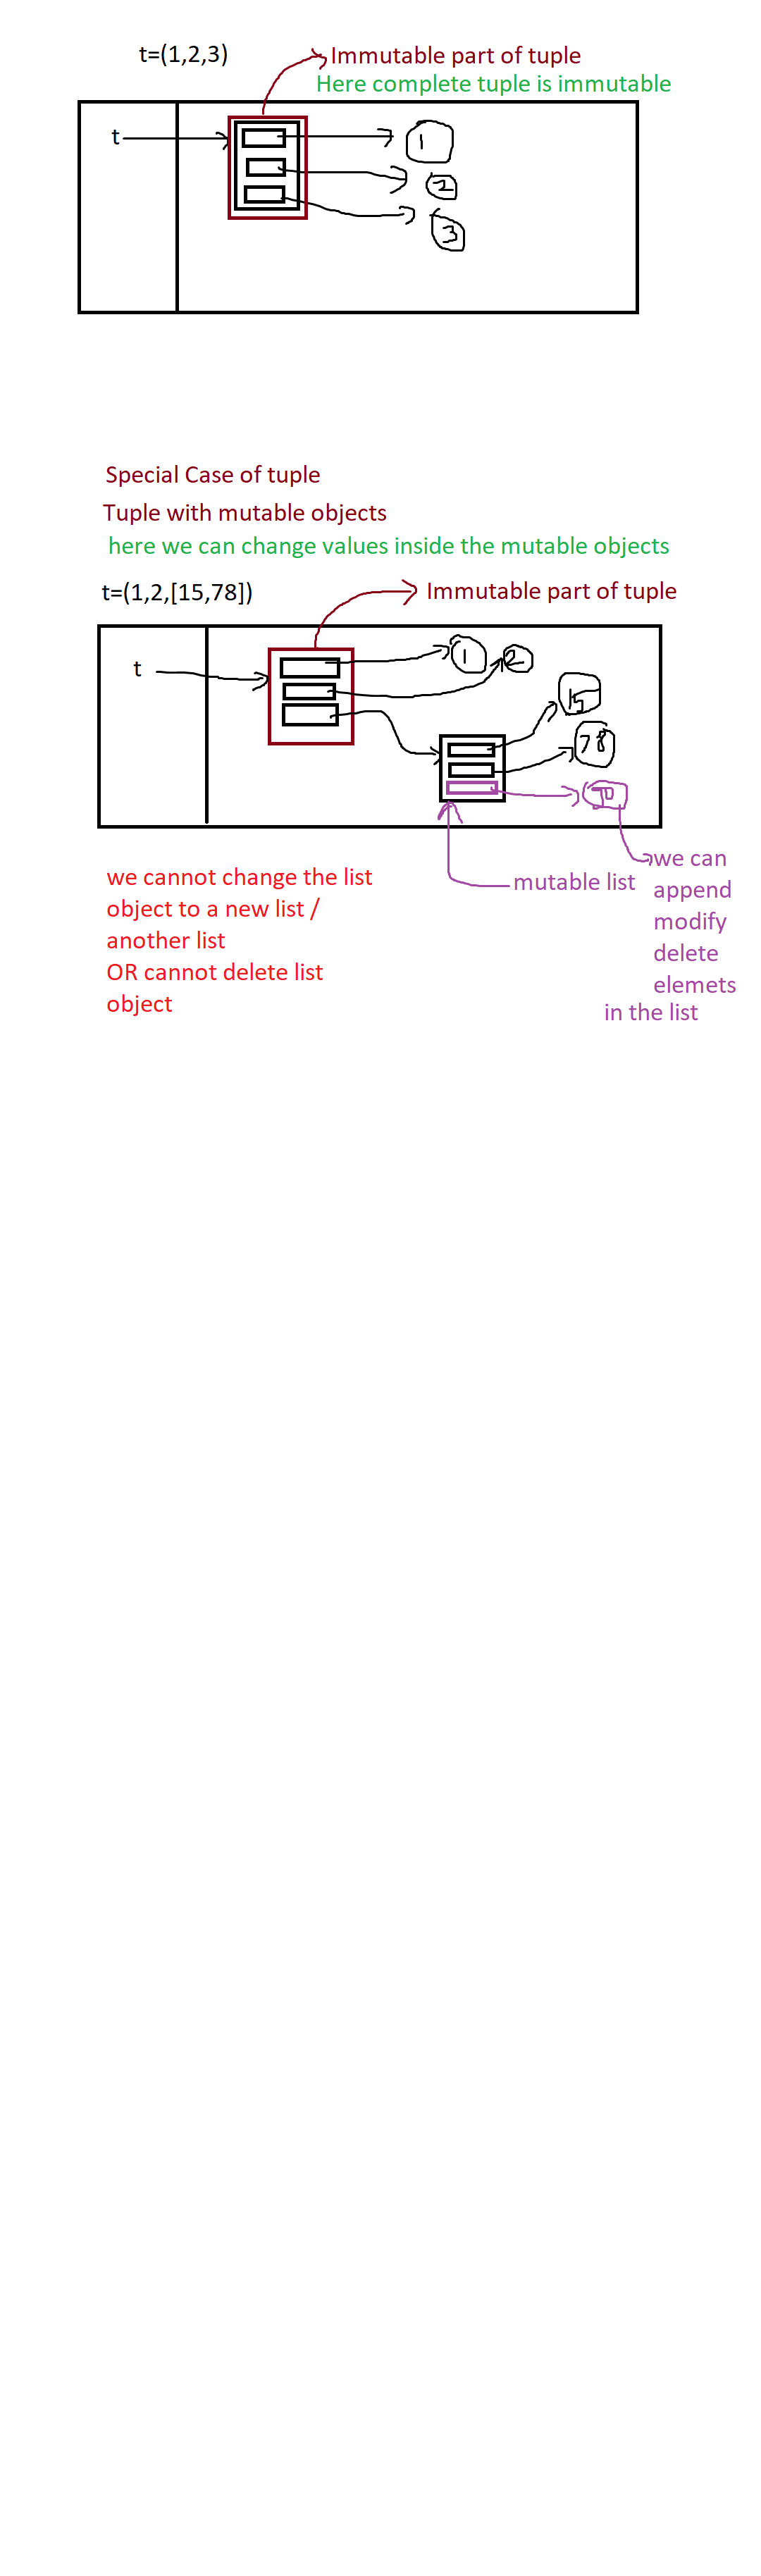 t=(1,2,3)
Immutable part of tuple
Here complete tuple is immutable
t
1
2
3
Special Case of tuple
Tuple with mutable objects
here we can change values inside the mutable objects
t=(1,2,[15,78])
Immutable part of tuple
t
1
2
15
78
we can
append
modify
delete
elemets
in the list
mutable list
we cannot change the list
object to a new list /
another list
OR cannot delete list
object